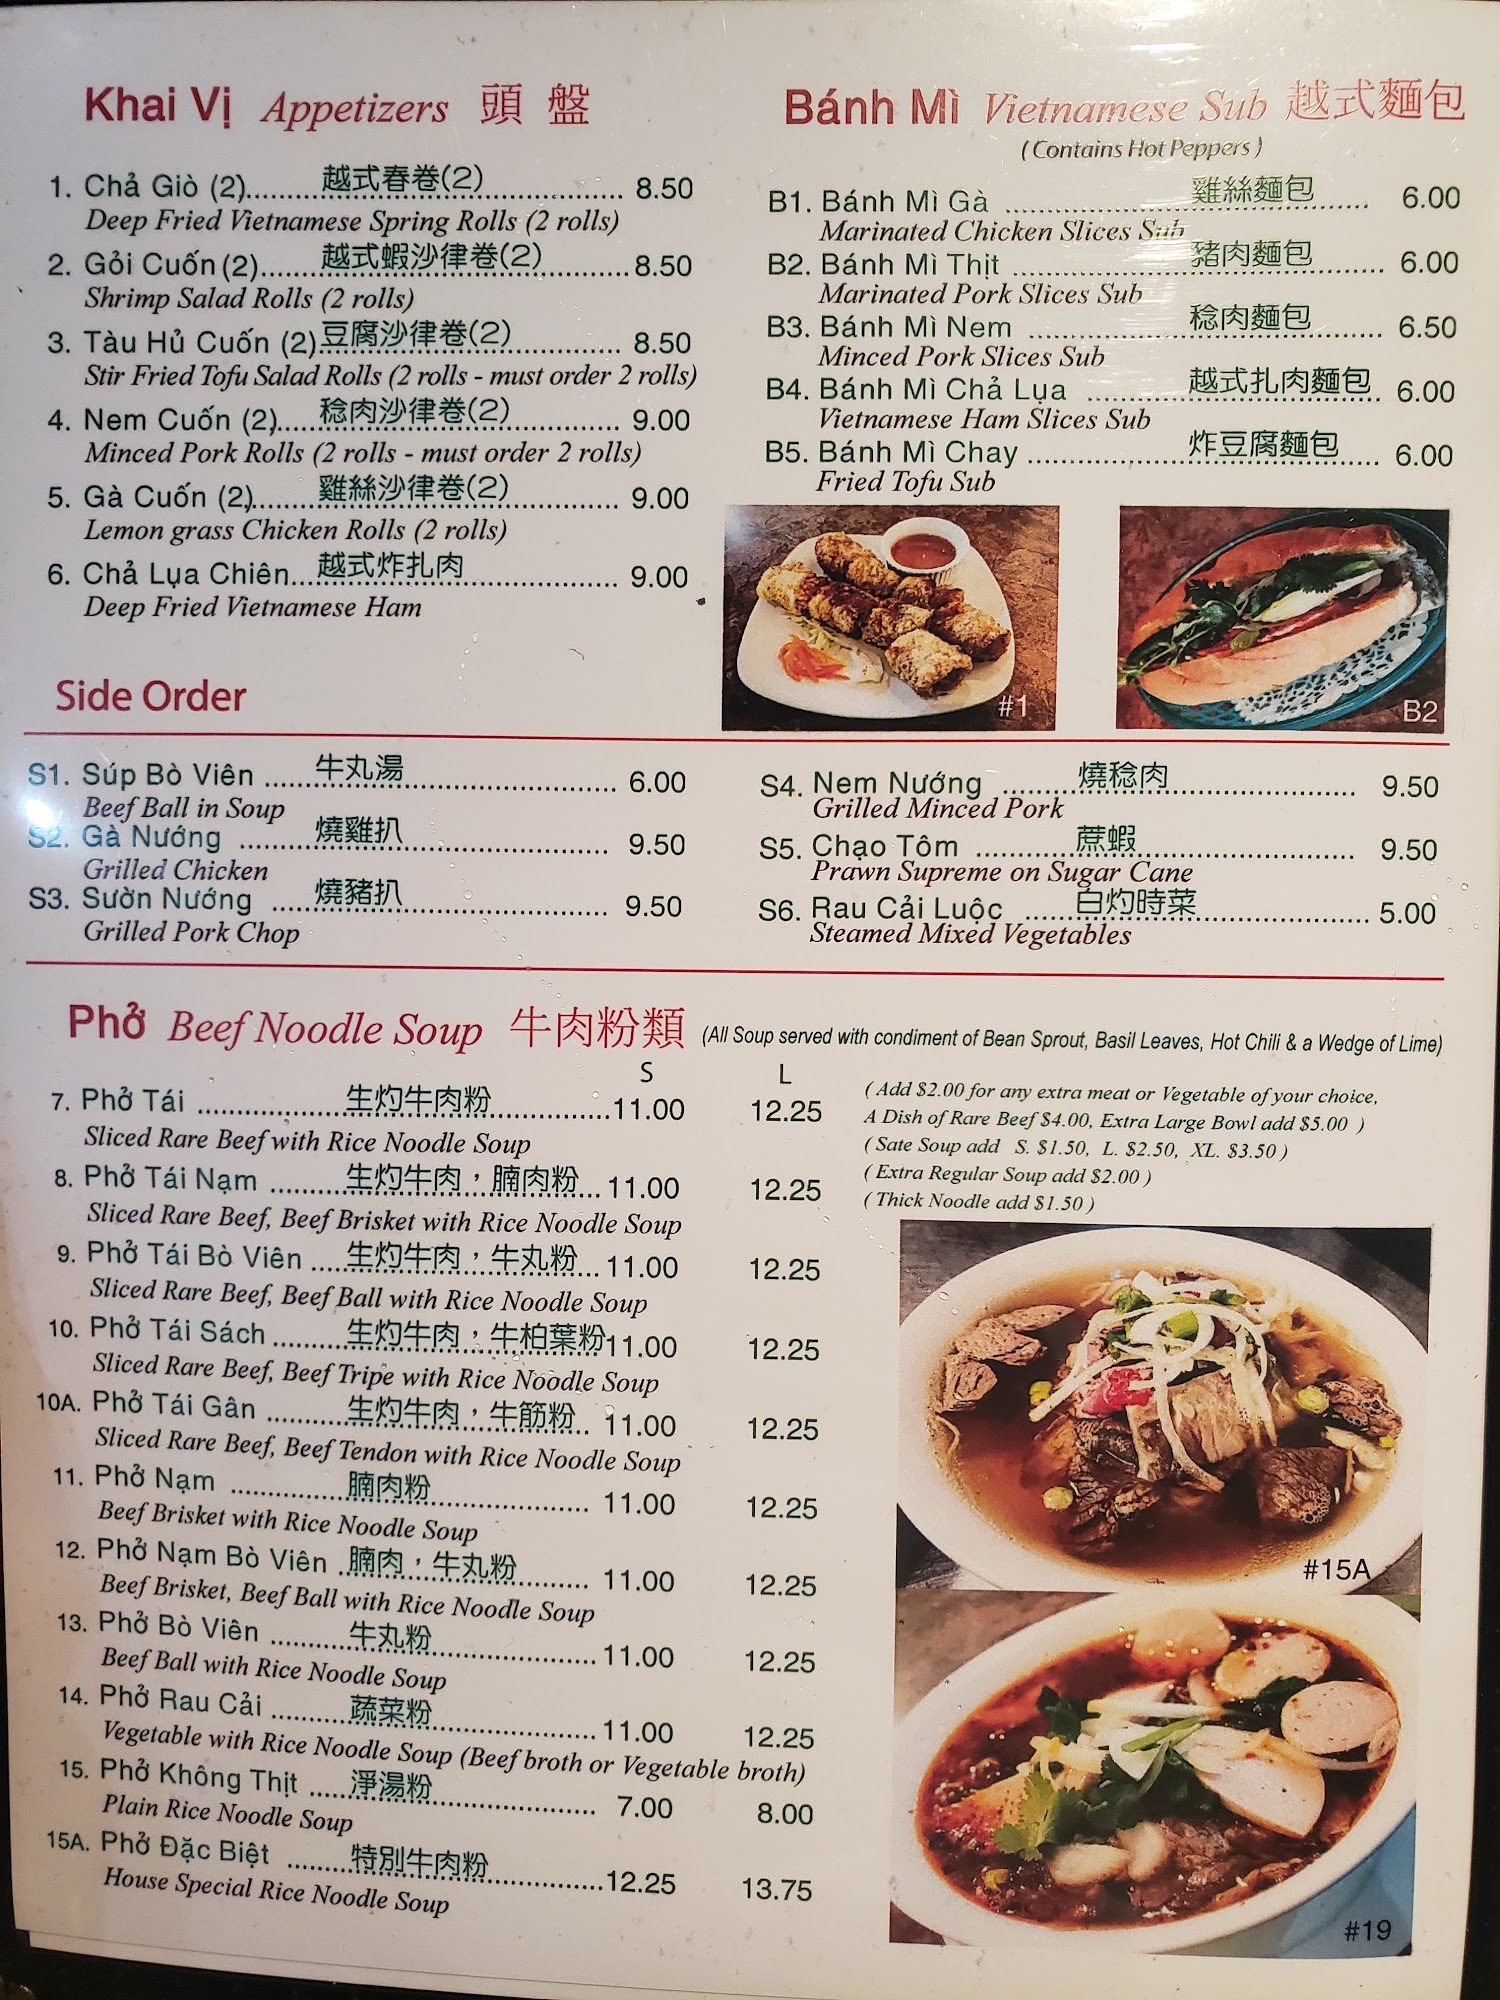 Khai Vị Appetizers 頭盤
1. Chả Giò (2)..........越式春卷(2)................ 8.50
Deep Fried Vietnamese Spring Rolls (2 rolls)
2. Gỏi Cuốn (2).......越式蝦沙律卷(2)........... 8.50
Shrimp Salad Rolls (2 rolls)
3. Tàu Hủ Cuốn (2).豆腐沙律卷(2)............. 8.50
Stir Fried Tofu Salad Rolls (2 rolls - must order 2 rolls)
4. Nem Cuốn (2).....稔肉沙律卷(2)............. 9.00
Minced Pork Rolls (2 rolls - must order 2 rolls)
5. Gà Cuốn (2)........雞絲沙律卷(2)............. 9.00
Lemon grass Chicken Rolls (2 rolls)
6. Chả Lụa Chiên...越式炸扎肉.................. 9.00
Deep Fried Vietnamese Ham
Bánh Mì Vietnamese Sub 越式麵包
(Contains Hot Peppers)
B1. Bánh Mì Gà ..................雞絲麵包....... 6.00
Marinated Chicken Slices Sub
B2. Bánh Mì Thịt ................豬肉麵包........ 6.00
Marinated Pork Slices Sub
B3. Bánh Mì Nem ..............稔肉麵包........ 6.50
Minced Pork Slices Sub
B4. Bánh Mì Chả Lụa .........越式扎肉麵包. 6.00
Vietnamese Ham Slices Sub
B5. Bánh Mì Chay ..............炸豆腐麵包.... 6.00
Fried Tofu Sub
#1
B2
Side Order
S1. Súp Bò Viên ......牛丸湯........................ 6.00
Beef Ball in Soup
S2. Gà Nướng .........燒雞扒........................ 9.50
Grilled Chicken
S3. Sườn Nướng .....燒豬扒........................ 9.50
Grilled Pork Chop
S4. Nem Nướng .........燒稔肉..................... 9.50
Grilled Minced Pork
S5. Chạo Tôm ............蔗蝦......................... 9.50
Prawn Supreme on Sugar Cane
S6. Rau Cải Luộc ......白灼時菜.................. 5.00
Steamed Mixed Vegetables
Phở Beef Noodle Soup 牛肉粉類 (All Soup served with condiment of Bean Sprout, Basil Leaves, Hot Chili & a Wedge of Lime)
S L
7. Phở Tái .................生灼牛肉粉.............11.00 12.25
Sliced Rare Beef with Rice Noodle Soup
8. Phở Tái Nạm .........生灼牛肉，腩肉粉... 11.00 12.25
Sliced Rare Beef, Beef Brisket with Rice Noodle Soup
9. Phở Tái Bò Viên .....生灼牛肉，牛丸粉... 11.00 12.25
Sliced Rare Beef, Beef Ball with Rice Noodle Soup
10. Phở Tái Sách .........生灼牛肉，牛柏葉粉11.00 12.25
Sliced Rare Beef, Beef Tripe with Rice Noodle Soup
10A. Phở Tái Gân ..........生灼牛肉，牛筋粉.. 11.00 12.25
Sliced Rare Beef, Beef Tendon with Rice Noodle Soup
11. Phở Nạm ..............腩肉粉.................... 11.00 12.25
Beef Brisket with Rice Noodle Soup
12. Phở Nạm Bò Viên ..腩肉，牛丸粉......... 11.00 12.25
Beef Brisket, Beef Ball with Rice Noodle Soup
13. Phở Bò Viên ..........牛丸粉....................11.00 12.25
Beef Ball with Rice Noodle Soup
14. Phở Rau Cải ..........蔬菜粉.................... 11.00 12.25
Vegetable with Rice Noodle Soup (Beef broth or Vegetable broth)
15. Phở Không Thịt .....淨湯粉.................... 7.00 8.00
Plain Rice Noodle Soup
15A. Phở Đặc Biệt ........特別牛肉粉..............12.25 13.75
House Special Rice Noodle Soup
( Add $2.00 for any extra meat or Vegetable of your choice,
A Dish of Rare Beef $4.00, Extra Large Bowl add $5.00 )
( Sate Soup add S. $1.50, L. $2.50, XL. $3.50 )
( Extra Regular Soup add $2.00 )
( Thick Noodle add $1.50 )
#15A
#19